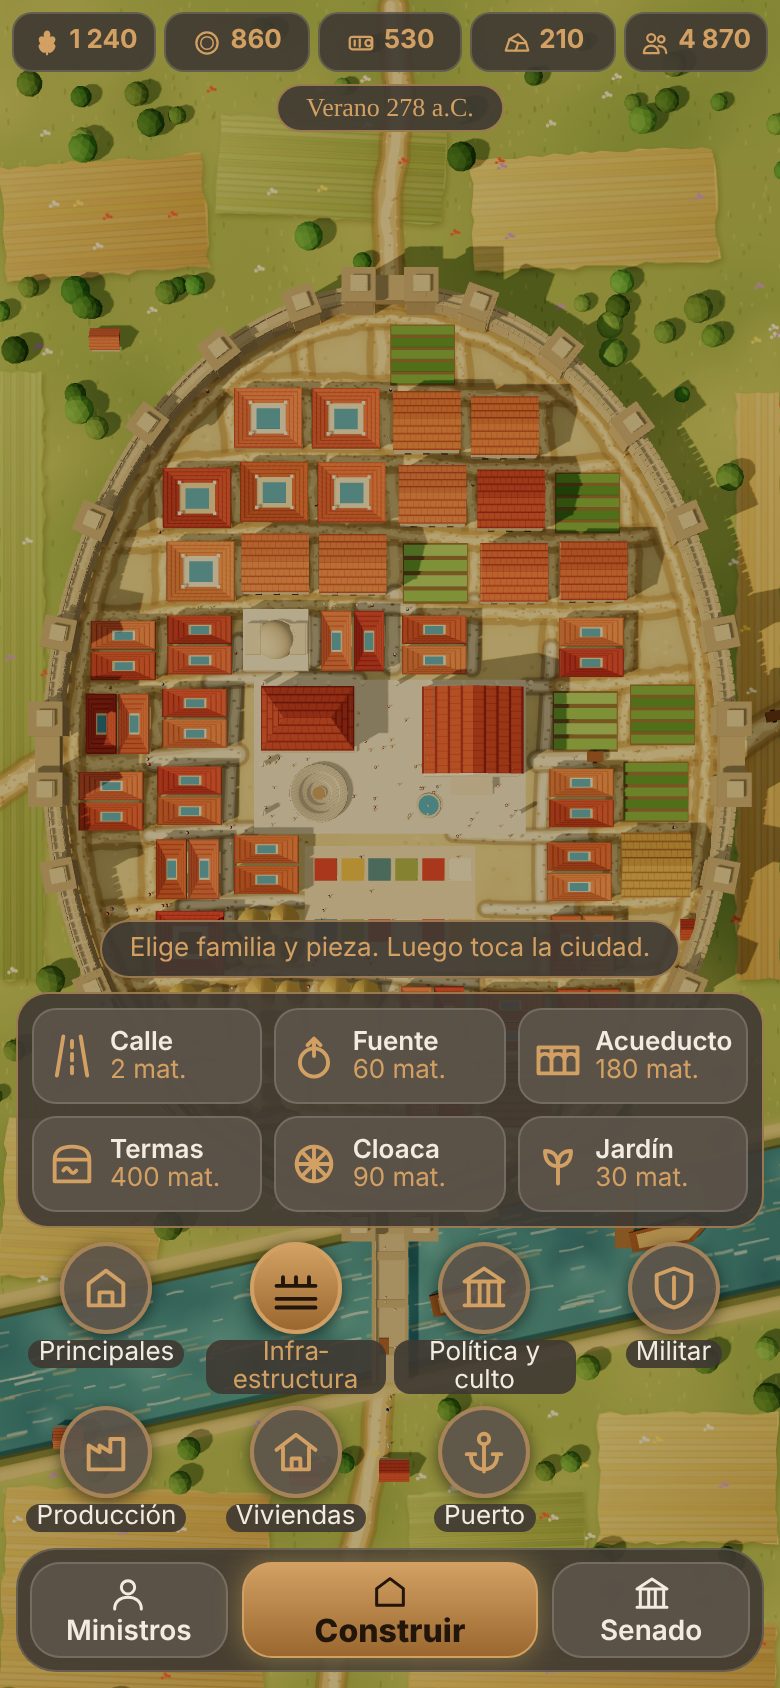 1 240
860
530
210
4 870
Verano 278 a.C.
Elige familia y pieza. Luego toca la ciudad.
Calle
2 mat.
Fuente
60 mat.
Acueducto
180 mat.
Termas
400 mat.
Cloaca
90 mat.
Jardín
30 mat.
Principales
Infra-
estructura
Política y
culto
Militar
Producción
Viviendas
Puerto
Ministros
Construir
Senado